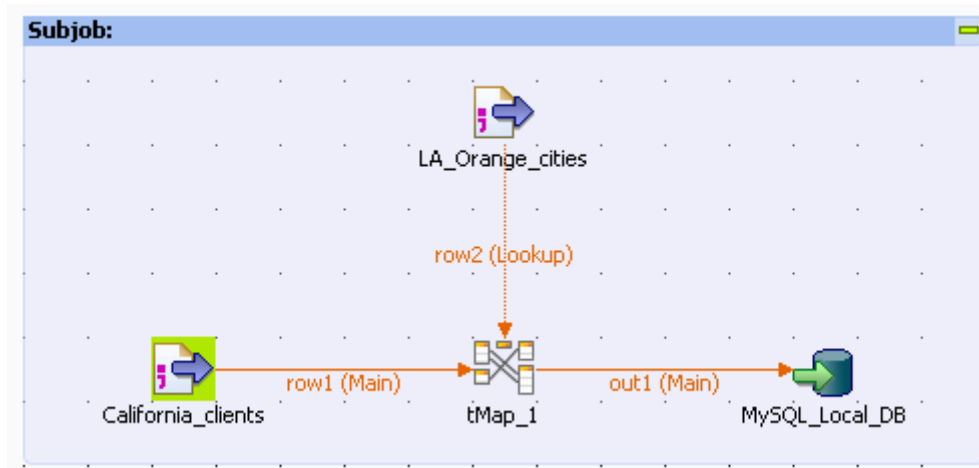 Subjob:
LA_Orange_cities
row2 (Lookup)
row1 (Main)
out1 (Main)
California_clients
tMap_1
MySQL_Local_DB